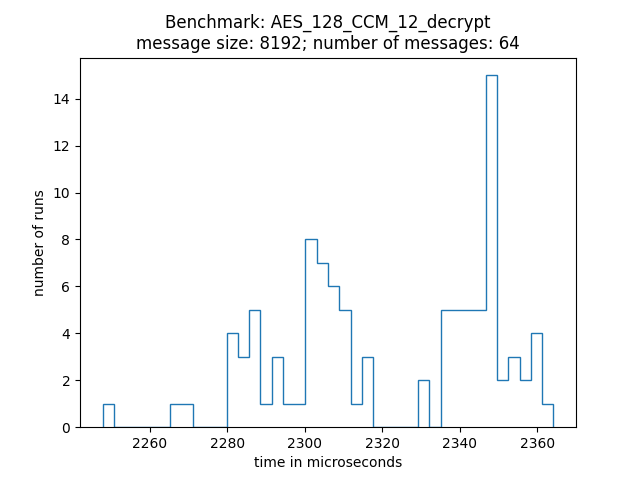 Benchmark: AES_128_CCM_12_decrypt
message size: 8192; number of messages: 64
14
12
10
8
6
4
2
0
number of runs
2260 2280 2300 2320 2340 2360
time in microseconds